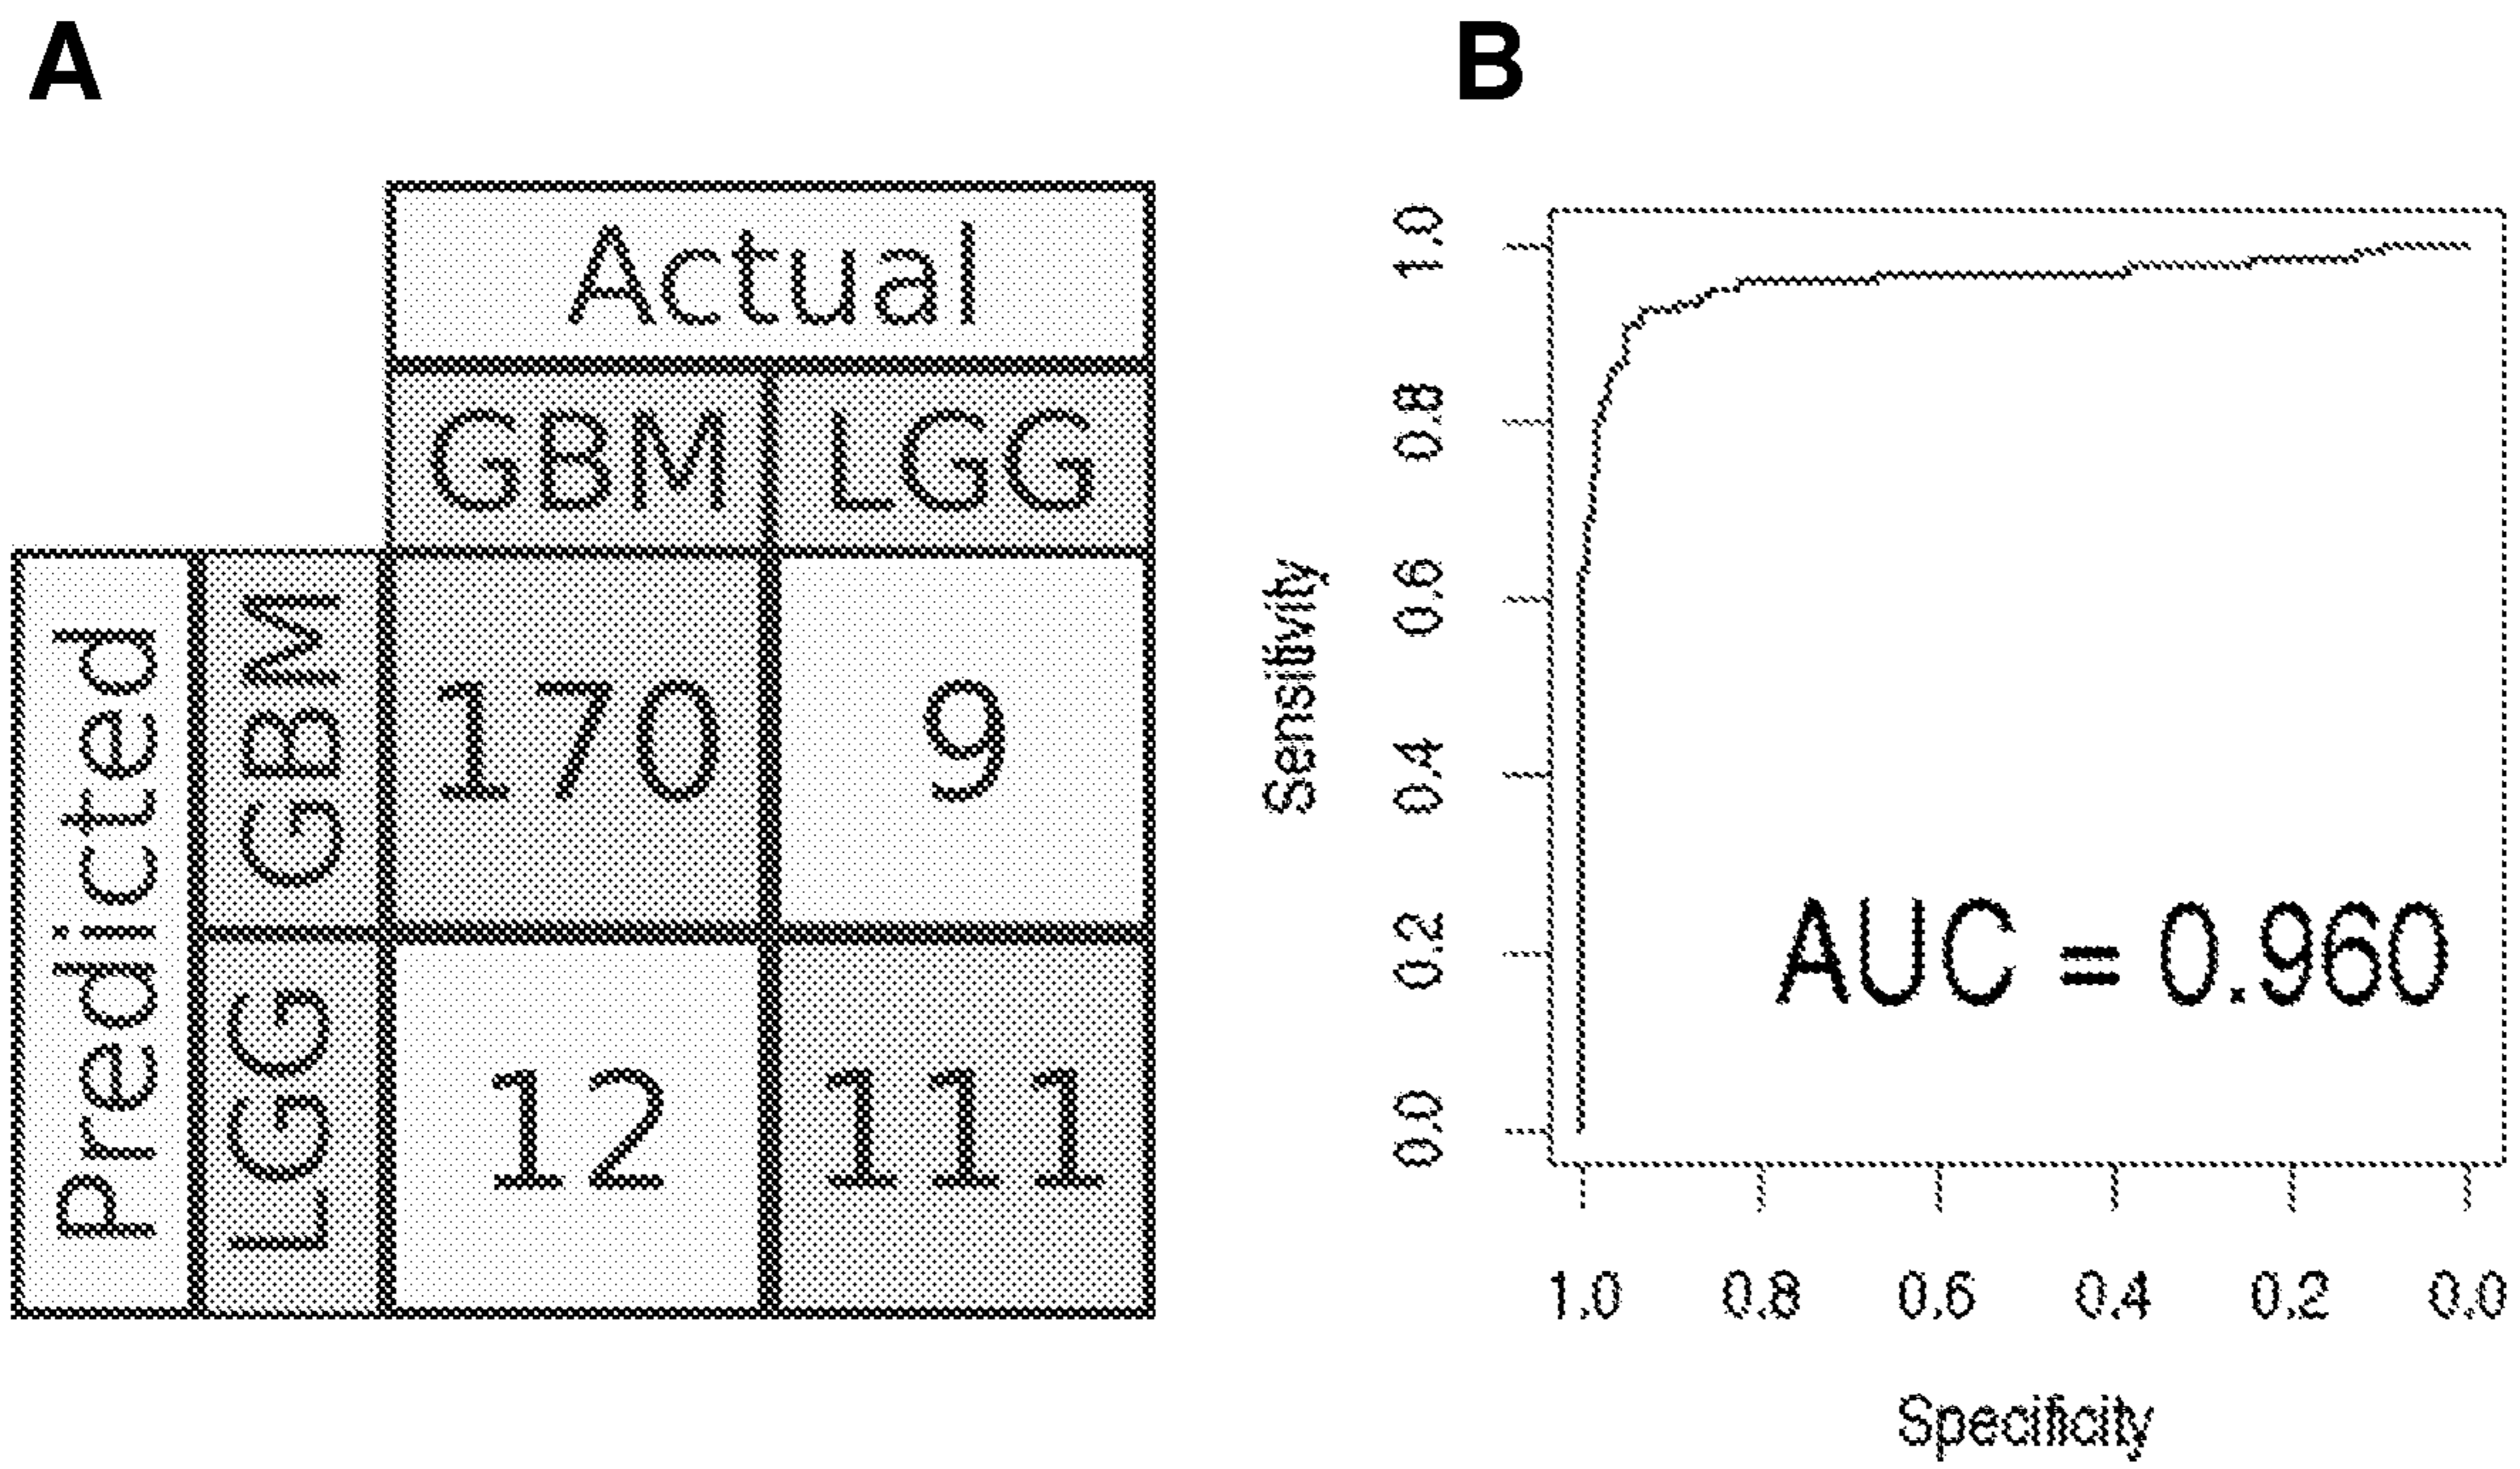 A
Actual
GBM LGG
Predicted
GBM 170 9
LGG 12 111
B
Sensitivity
1.0
0.8
0.6
0.4
0.2
0.0
AUC = 0.960
1.0 0.8 0.6 0.4 0.2 0.0
Specificity